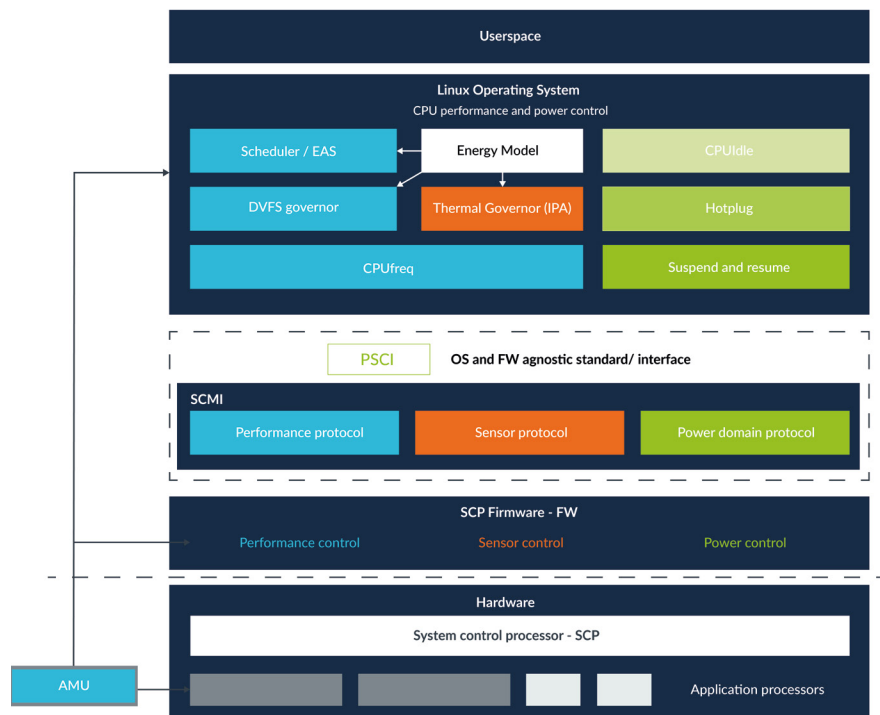 Userspace
Linux Operating System
CPU performance and power control
Scheduler / EAS
Energy Model
CPUIdle
DVFS governor
Thermal Governor (IPA)
Hotplug
CPUfreq
Suspend and resume
PSCI
OS and FW agnostic standard/ interface
SCMI
Performance protocol
Sensor protocol
Power domain protocol
SCP Firmware - FW
Performance control
Sensor control
Power control
Hardware
System control processor - SCP
AMU
Application processors